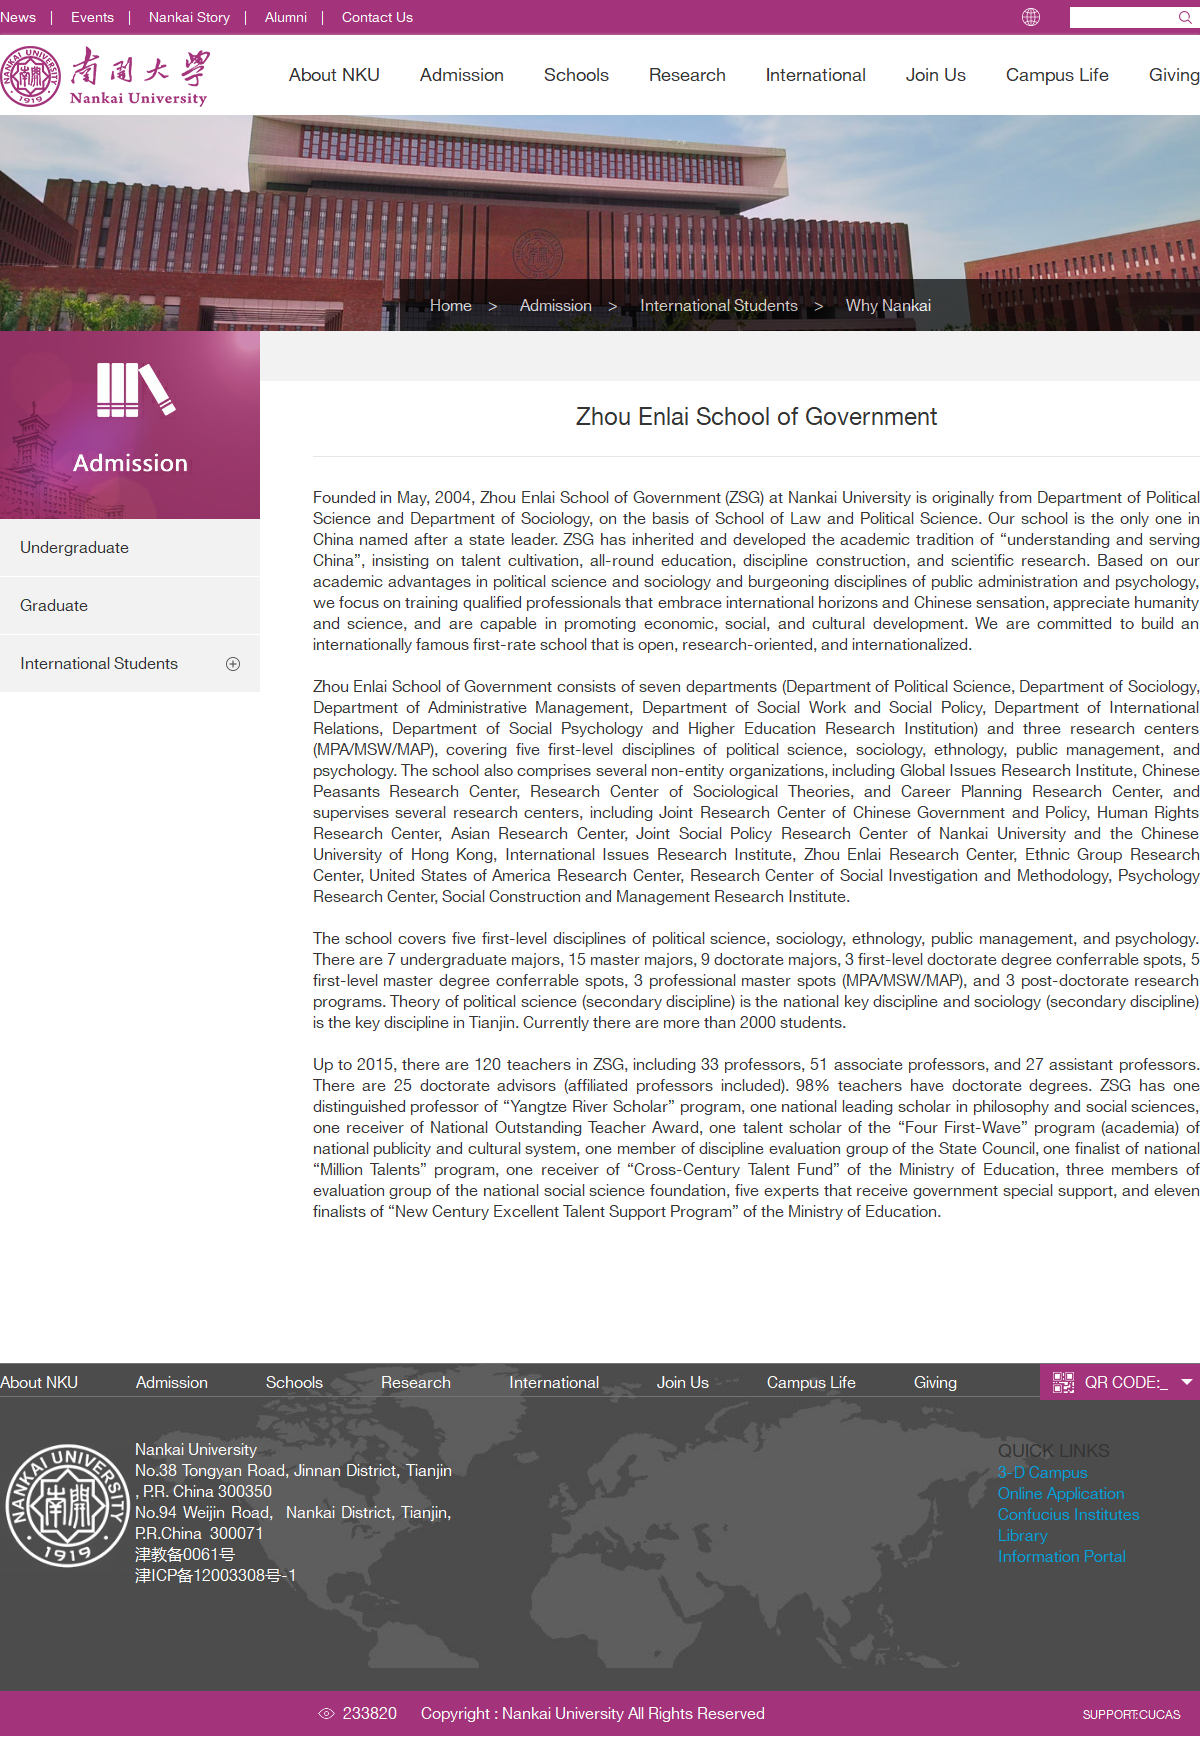 News | Events | Nankai Story | Alumni | Contact Us
NANKAI UNIVERSITY
1919
南開大學
Nankai University
About NKU Admission Schools Research International Join Us Campus Life Giving
Home > Admission > International Students > Why Nankai
Admission
Undergraduate
Graduate
International Students
Zhou Enlai School of Government
Founded in May, 2004, Zhou Enlai School of Government (ZSG) at Nankai University is originally from Department of Political
Science and Department of Sociology, on the basis of School of Law and Political Science. Our school is the only one in
China named after a state leader. ZSG has inherited and developed the academic tradition of “understanding and serving
China”, insisting on talent cultivation, all-round education, discipline construction, and scientific research. Based on our
academic advantages in political science and sociology and burgeoning disciplines of public administration and psychology,
we focus on training qualified professionals that embrace international horizons and Chinese sensation, appreciate humanity
and science, and are capable in promoting economic, social, and cultural development. We are committed to build an
internationally famous first-rate school that is open, research-oriented, and internationalized.
Zhou Enlai School of Government consists of seven departments (Department of Political Science, Department of Sociology,
Department of Administrative Management, Department of Social Work and Social Policy, Department of International
Relations, Department of Social Psychology and Higher Education Research Institution) and three research centers
(MPA/MSW/MAP), covering five first-level disciplines of political science, sociology, ethnology, public management, and
psychology. The school also comprises several non-entity organizations, including Global Issues Research Institute, Chinese
Peasants Research Center, Research Center of Sociological Theories, and Career Planning Research Center, and
supervises several research centers, including Joint Research Center of Chinese Government and Policy, Human Rights
Research Center, Asian Research Center, Joint Social Policy Research Center of Nankai University and the Chinese
University of Hong Kong, International Issues Research Institute, Zhou Enlai Research Center, Ethnic Group Research
Center, United States of America Research Center, Research Center of Social Investigation and Methodology, Psychology
Research Center, Social Construction and Management Research Institute.
The school covers five first-level disciplines of political science, sociology, ethnology, public management, and psychology.
There are 7 undergraduate majors, 15 master majors, 9 doctorate majors, 3 first-level doctorate degree conferrable spots, 5
first-level master degree conferrable spots, 3 professional master spots (MPA/MSW/MAP), and 3 post-doctorate research
programs. Theory of political science (secondary discipline) is the national key discipline and sociology (secondary discipline)
is the key discipline in Tianjin. Currently there are more than 2000 students.
Up to 2015, there are 120 teachers in ZSG, including 33 professors, 51 associate professors, and 27 assistant professors.
There are 25 doctorate advisors (affiliated professors included). 98% teachers have doctorate degrees. ZSG has one
distinguished professor of “Yangtze River Scholar” program, one national leading scholar in philosophy and social sciences,
one receiver of National Outstanding Teacher Award, one talent scholar of the “Four First-Wave” program (academia) of
national publicity and cultural system, one member of discipline evaluation group of the State Council, one finalist of national
“Million Talents” program, one receiver of “Cross-Century Talent Fund” of the Ministry of Education, three members of
evaluation group of the national social science foundation, five experts that receive government special support, and eleven
finalists of “New Century Excellent Talent Support Program” of the Ministry of Education.
About NKU Admission Schools Research International Join Us Campus Life Giving QR CODE:_
NANKAI UNIVERSITY
南開
1919
Nankai University
No.38 Tongyan Road, Jinnan District, Tianjin
, P.R. China 300350
No.94 Weijin Road, Nankai District, Tianjin,
P.R.China 300071
津教备0061号
津ICP备12003308号-1
QUICK LINKS
3-D Campus
Online Application
Confucius Institutes
Library
Information Portal
233820 Copyright : Nankai University All Rights Reserved SUPPORT:CUCAS